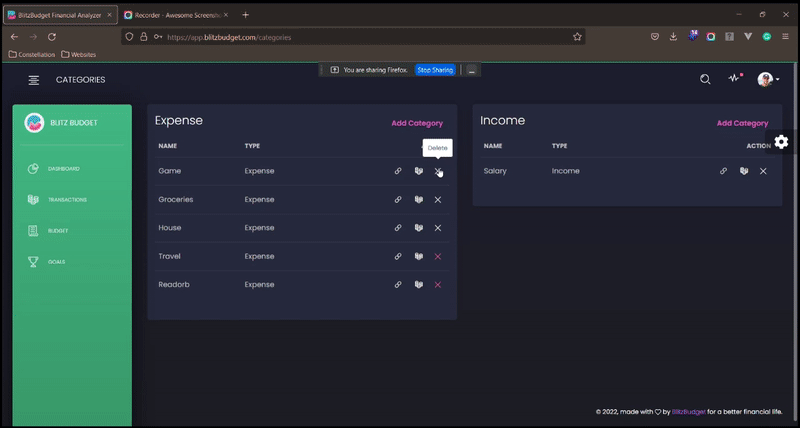 BlitzBudget Financial Analyzer
Recorder - Awesome Screensho
https://app.blitzbudget.com/categories
14
Constellation
Websites
You are sharing Firefox.
Stop Sharing
CATEGORIES
BLITZ BUDGET
DASHBOARD
TRANSACTIONS
BUDGET
GOALS
Expense
Add Category
NAME TYPE
Delete
Game Expense
Groceries Expense
House Expense
Travel Expense
Readorb Expense
Income
Add Category
NAME TYPE ACTION
Salary Income
© 2022, made with by BlitzBudget for a better financial life.